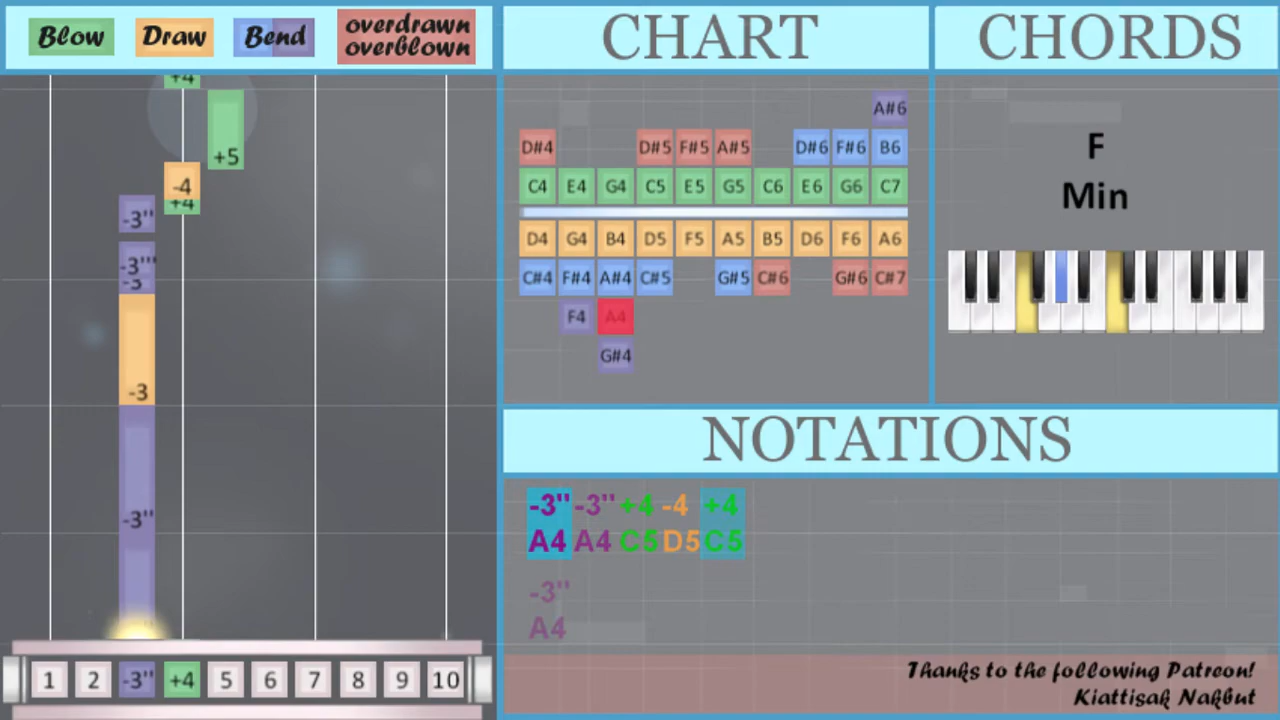 Blow Draw Bend overdrawn
overblown
CHART
CHORDS
+4
+5
-4
+4
-3''
-3'''
-3
-3
-3''
1 2 -3'' +4 5 6 7 8 9 10
A#6
D#4 D#5 F#5 A#5 D#6 F#6 B6
C4 E4 G4 C5 E5 G5 C6 E6 G6 C7
D4 G4 B4 D5 F5 A5 B5 D6 F6 A6
C#4 F#4 A#4 C#5 G#5 C#6 G#6 C#7
F4 A4
G#4
F
Min
NOTATIONS
-3'' -3'' +4 -4 +4
A4 A4 C5 D5 C5
-3''
A4
Thanks to the following Patreon!
Kiattisak Nakbut